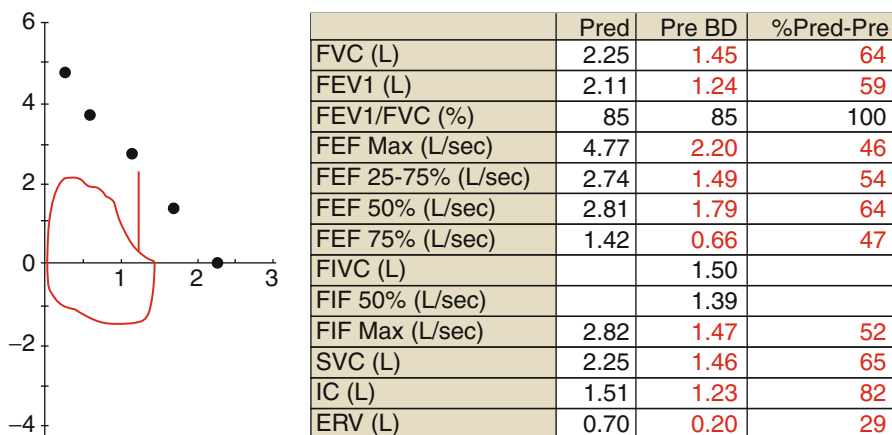 6
4
2
0
−2
−4
1 2 3
Pred Pre BD %Pred-Pre
FVC (L) 2.25 1.45 64
FEV1 (L) 2.11 1.24 59
FEV1/FVC (%) 85 85 100
FEF Max (L/sec) 4.77 2.20 46
FEF 25-75% (L/sec) 2.74 1.49 54
FEF 50% (L/sec) 2.81 1.79 64
FEF 75% (L/sec) 1.42 0.66 47
FIVC (L) 1.50
FIF 50% (L/sec) 1.39
FIF Max (L/sec) 2.82 1.47 52
SVC (L) 2.25 1.46 65
IC (L) 1.51 1.23 82
ERV (L) 0.70 0.20 29